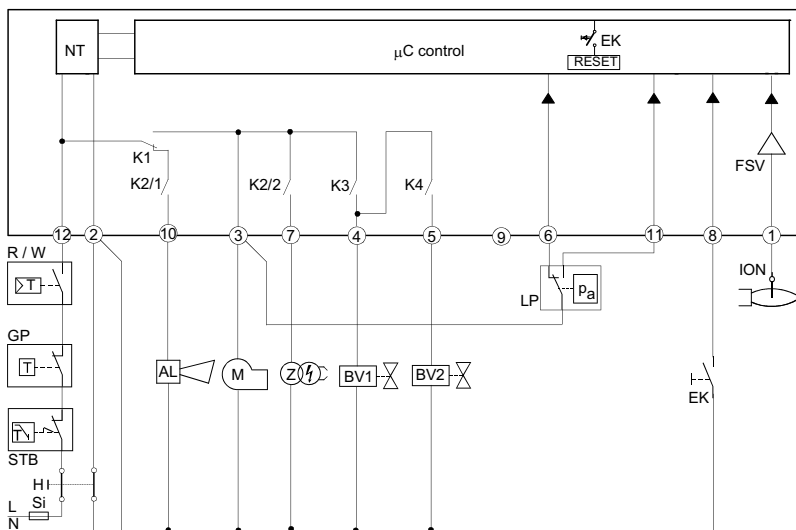 NT
µC control
EK
RESET
K1
K2/1
K2/2
K3
K4
FSV
12
2
10
3
7
4
5
9
6
11
8
1
R / W
T
LP
pa
ION
GP
T
AL
M
Z
BV1
BV2
EK
T
STB
H
L
Si
N